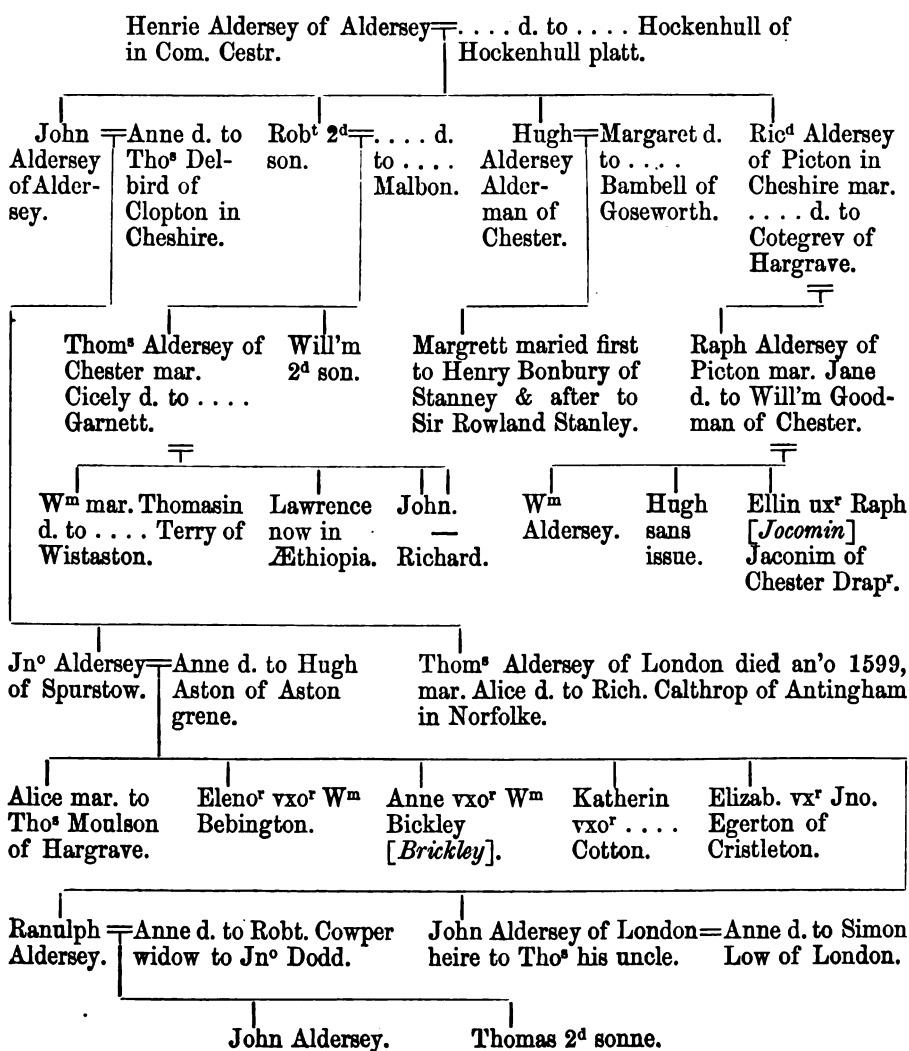 Henrie Aldersey of Aldersey
in Com. Cestr.
. . . . d. to . . . . Hockenhull of
Hockenhull platt.
John
Aldersey
of Alder-
sey.
Anne d. to
Thoˢ Del-
bird of
Clopton in
Cheshire.
Robᵗ 2ᵈ
son.
. . . . d.
to . . . .
Malbon.
Hugh
Aldersey
Alder-
man of
Chester.
Margaret d.
to . . . .
Bambell of
Goseworth.
Ricᵈ Aldersey
of Picton in
Cheshire mar.
. . . . d. to
Cotegrev of
Hargrave.
Thomˢ Aldersey of
Chester mar.
Cicely d. to . . . .
Garnett.
Will'm
2ᵈ son.
Margrett maried first
to Henry Bonbury of
Stanney & after to
Sir Rowland Stanley.
Raph Aldersey of
Picton mar. Jane
d. to Will'm Good-
man of Chester.
Wᵐ mar. Thomasin
d. to . . . . Terry of
Wistaston.
Lawrence
now in
Æthiopia.
John.
—
Richard.
Wᵐ
Aldersey.
Hugh
sans
issue.
Ellin uxʳ Raph
[Jocomin]
Jaconim of
Chester Drapʳ.
Jnᵒ Aldersey
of Spurstow.
Anne d. to Hugh
Aston of Aston
grene.
Thomˢ Aldersey of London died an'o 1599,
mar. Alice d. to Rich. Calthrop of Antingham
in Norfolke.
Alice mar. to
Thoˢ Moulson
of Hargrave.
Elenoʳ vxoʳ Wᵐ
Bebington.
Anne vxoʳ Wᵐ
Bickley
[Brickley].
Katherin
vxoʳ . . . .
Cotton.
Elizab. vxʳ Jno.
Egerton of
Cristleton.
Ranulph
Aldersey.
Anne d. to Robt. Cowper
widow to Jnᵒ Dodd.
John Aldersey of London
heire to Thoˢ his uncle.
Anne d. to Simon
Low of London.
John Aldersey.
Thomas 2ᵈ sonne.